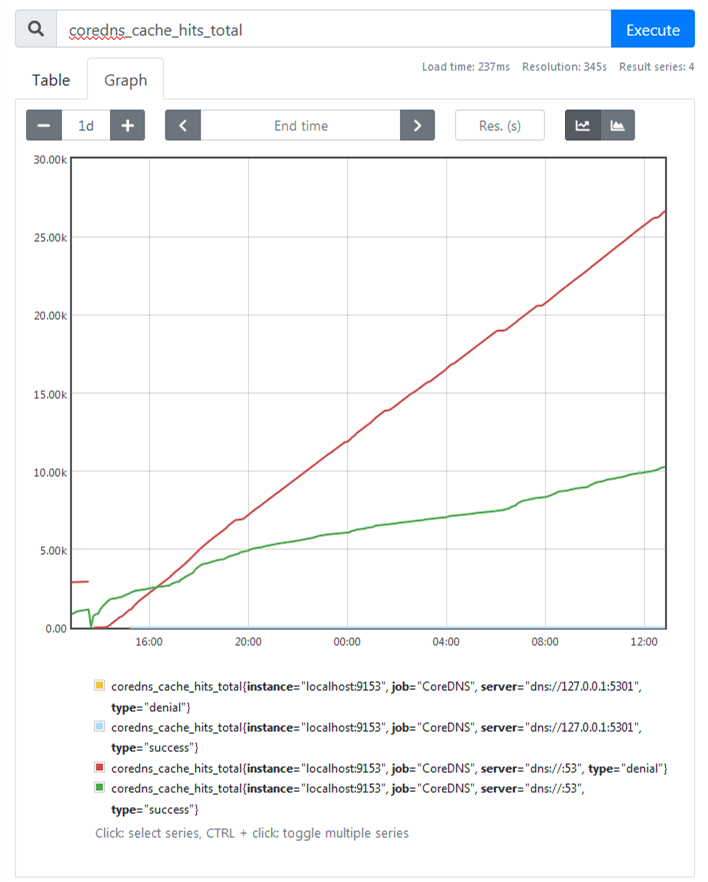 coredns_cache_hits_total
Execute
Load time: 237ms Resolution: 345s Result series: 4
Table
Graph
1d
End time
Res. (s)
30.00k
25.00k
20.00k
15.00k
10.00k
5.00k
0.00
16:00 20:00 00:00 04:00 08:00 12:00
coredns_cache_hits_total{instance="localhost:9153", job="CoreDNS", server="dns://127.0.0.1:5301",
type="denial"}
coredns_cache_hits_total{instance="localhost:9153", job="CoreDNS", server="dns://127.0.0.1:5301",
type="success"}
coredns_cache_hits_total{instance="localhost:9153", job="CoreDNS", server="dns://:53", type="denial"}
coredns_cache_hits_total{instance="localhost:9153", job="CoreDNS", server="dns://:53",
type="success"}
Click: select series, CTRL + click: toggle multiple series